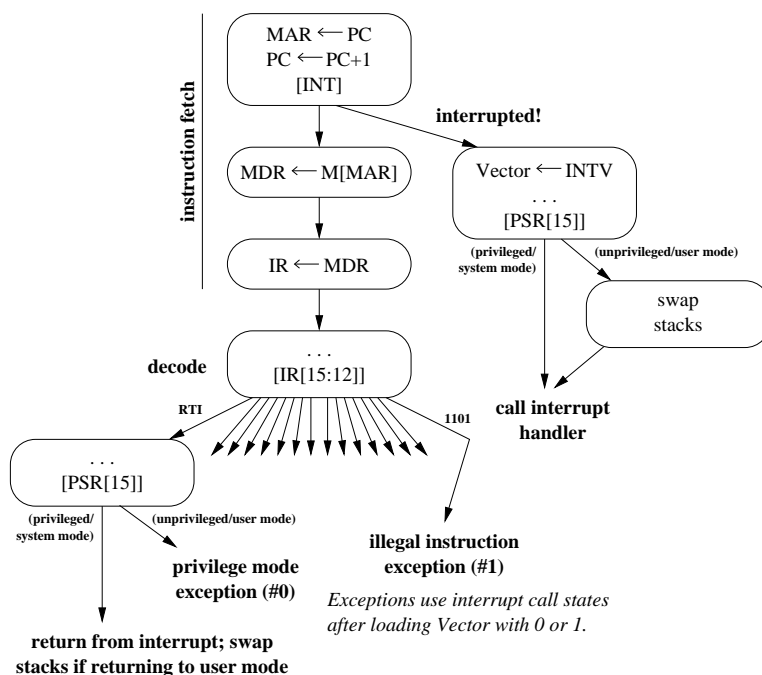 MAR ← PC
PC ← PC+1
[INT]
instruction fetch
interrupted!
MDR ← M[MAR]
Vector ← INTV
. . .
[PSR[15]]
(privileged/
system mode)
(unprivileged/user mode)
IR ← MDR
swap
stacks
decode
. . .
[IR[15:12]]
call interrupt
handler
RTI
1101
. . .
[PSR[15]]
(privileged/
system mode)
(unprivileged/user mode)
privilege mode
exception (#0)
illegal instruction
exception (#1)
Exceptions use interrupt call states
after loading Vector with 0 or 1.
return from interrupt; swap
stacks if returning to user mode